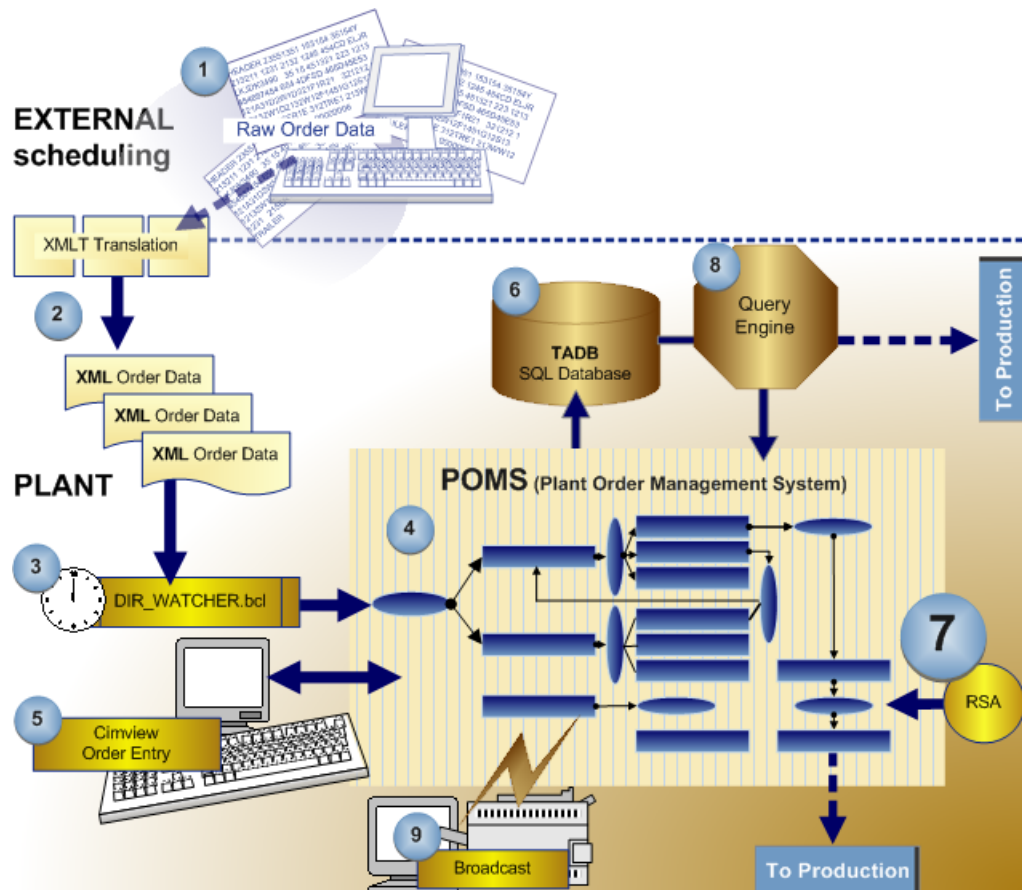 1
EXTERNAL
scheduling
Raw Order Data
XMLT Translation
2
XML Order Data
XML Order Data
XML Order Data
6
TADB
SQL Database
8
Query
Engine
To Production
PLANT
POMS (Plant Order Management System)
3
DIR_WATCHER.bcl
4
7
RSA
5
Cimview
Order Entry
9
Broadcast
To Production